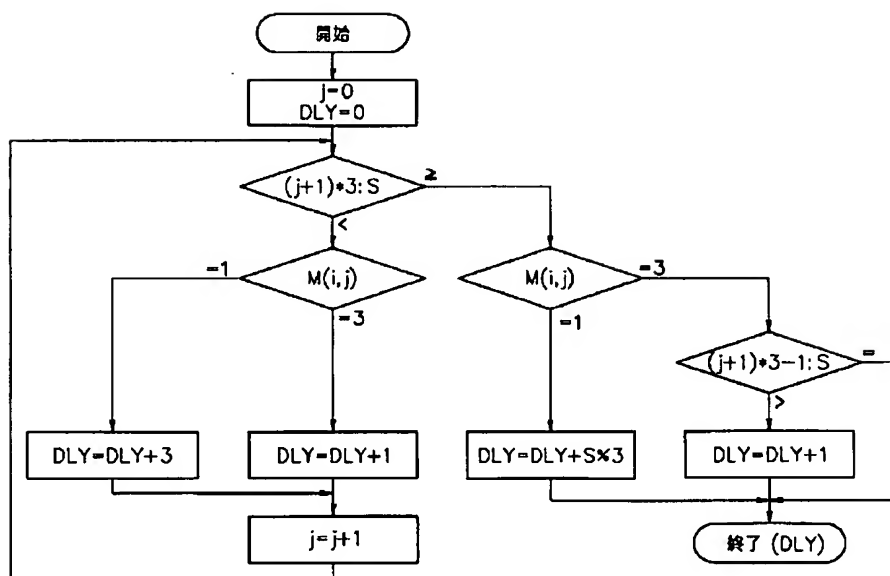 開始
j=0
DLY=0
(j+1)*3:S
≧
<
M(i,j)
=1
=3
M(i,j)
=3
=1
(j+1)*3-1:S
=
>
DLY=DLY+3
DLY=DLY+1
DLY=DLY+S%3
DLY=DLY+1
j=j+1
終了 (DLY)